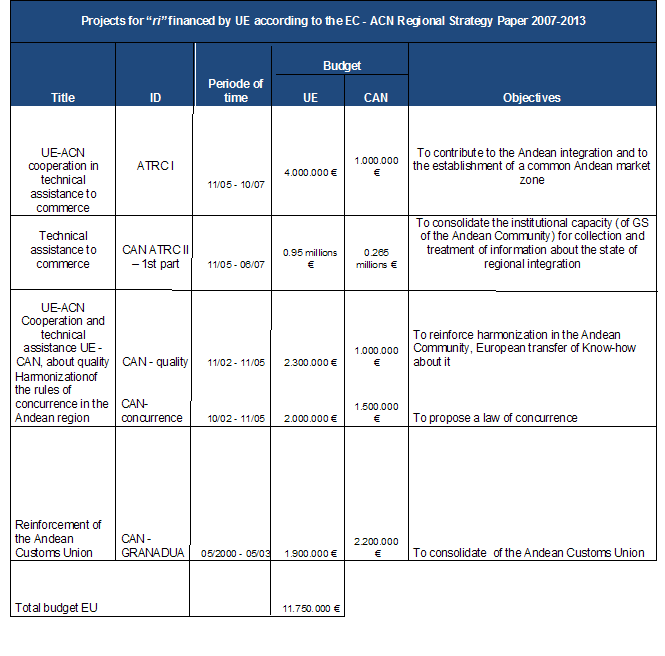 Projects for “ri” financed by UE according to the EC - ACN Regional Strategy Paper 2007-2013
Budget
Title
ID
Periode of
time
UE
CAN
Objectives
UE-ACN
cooperation in
technical
assistance to
commerce
ATRC I
11/05 - 10/07
4.000.000 €
1.000.000
€
To contribute to the Andean integration and to
the establishment of a common Andean market
zone
Technical
assistance to
commerce
CAN ATRC II
– 1st part
11/05 - 06/07
0.95 millions
€
0.265
millions €
To consolidate the institutional capacity (of GS
of the Andean Community) for collection and
treatment of information about the state of
regional integration
UE-ACN
Cooperation and
technical
assistance UE -
CAN, about quality
CAN - quality
11/02 - 11/05
2.300.000 €
1.000.000
€
To reinforce harmonization in the Andean
Community, European transfer of Know-how
about it
Harmonizationof
the rules of
concurrence in the
Andean region
CAN-
concurrence
10/02 - 11/05
2.000.000 €
1.500.000
€
To propose a law of concurrence
Reinforcement of
the Andean
Customs Union
CAN -
GRANADUA
05/2000 - 05/03
1.900.000 €
2.200.000
€
To consolidate of the Andean Customs Union
Total budget EU
11.750.000 €